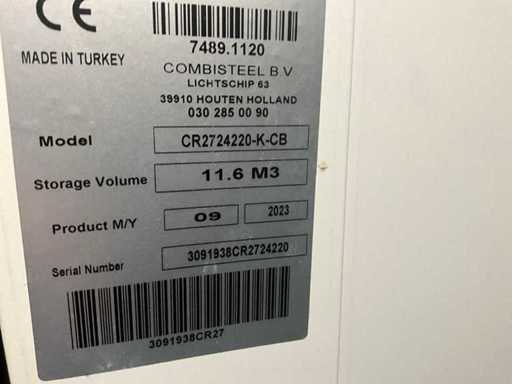 CE
7489.1120
MADE IN TURKEY
COMBISTEEL B.V
LICHTSCHIP 63
39910 HOUTEN HOLLAND
030 285 00 90
Model CR2724220-K-CB
Storage Volume 11.6 M3
Product M/Y 09 2023
Serial Number 3091938CR2724220
3091938CR27